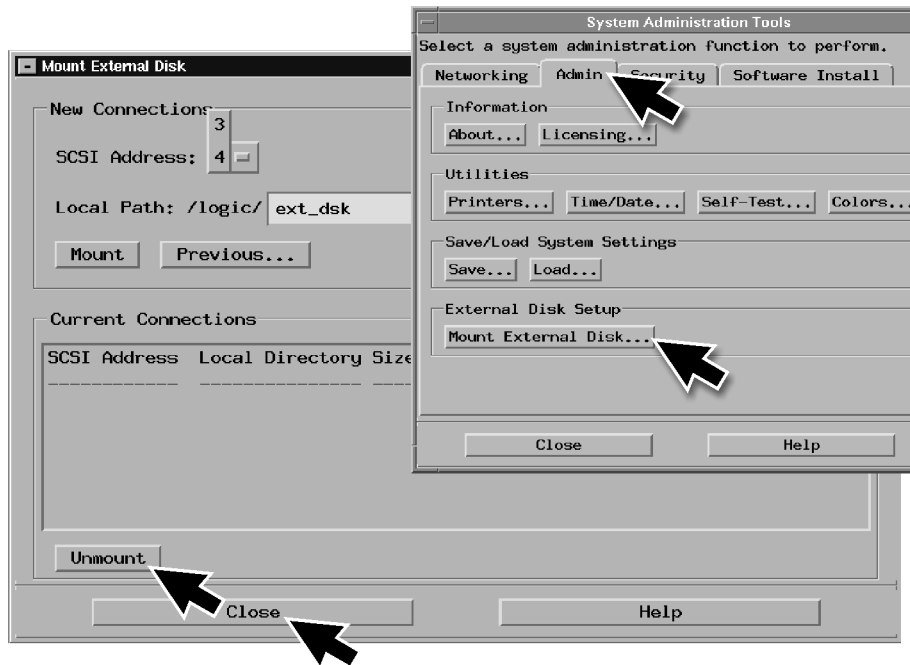 System Administration Tools
Select a system administration function to perform.
Networking Admin Security Software Install
Information
About... Licensing...
Utilities
Printers... Time/Date... Self-Test... Colors...
Save/Load System Settings
Save... Load...
External Disk Setup
Mount External Disk...
Close Help
Mount External Disk
New Connections
3
SCSI Address: 4
Local Path: /logic/ ext_dsk
Mount Previous...
Current Connections
SCSI Address Local Directory Size
Unmount
Close Help